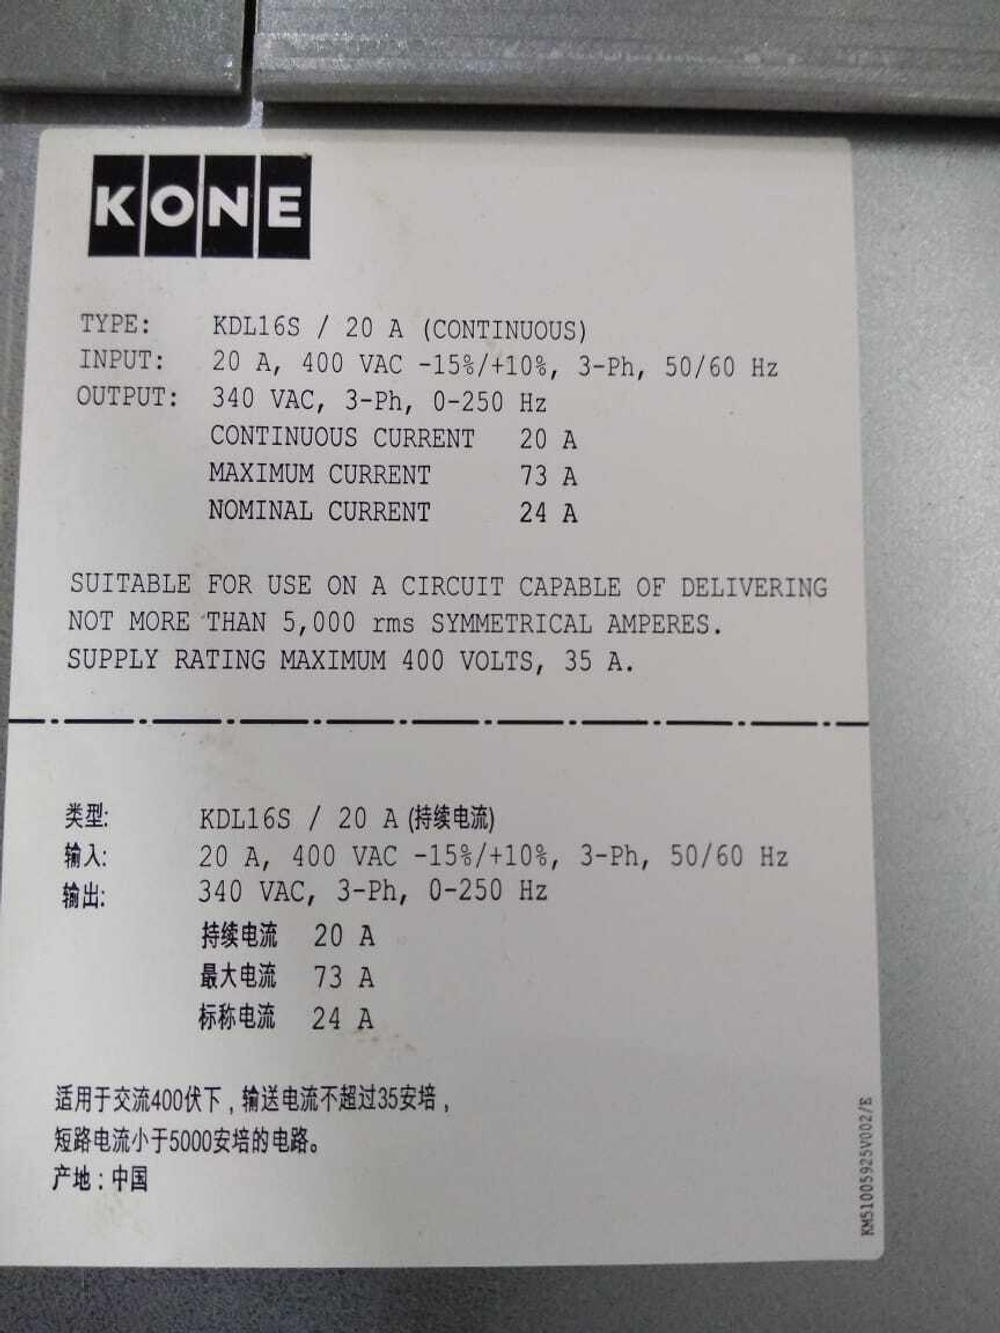 KONE
TYPE: KDL16S / 20 A (CONTINUOUS)
INPUT: 20 A, 400 VAC -15%/+10%, 3-Ph, 50/60 Hz
OUTPUT: 340 VAC, 3-Ph, 0-250 Hz
CONTINUOUS CURRENT 20 A
MAXIMUM CURRENT 73 A
NOMINAL CURRENT 24 A
SUITABLE FOR USE ON A CIRCUIT CAPABLE OF DELIVERING
NOT MORE THAN 5,000 rms SYMMETRICAL AMPERES.
SUPPLY RATING MAXIMUM 400 VOLTS, 35 A.
类型: KDL16S / 20 A (持续电流)
输入: 20 A, 400 VAC -15%/+10%, 3-Ph, 50/60 Hz
输出: 340 VAC, 3-Ph, 0-250 Hz
持续电流 20 A
最大电流 73 A
标称电流 24 A
适用于交流400伏下，输送电流不超过35安培，
短路电流小于5000安培的电路。
产地：中国
KM51005925V002/E